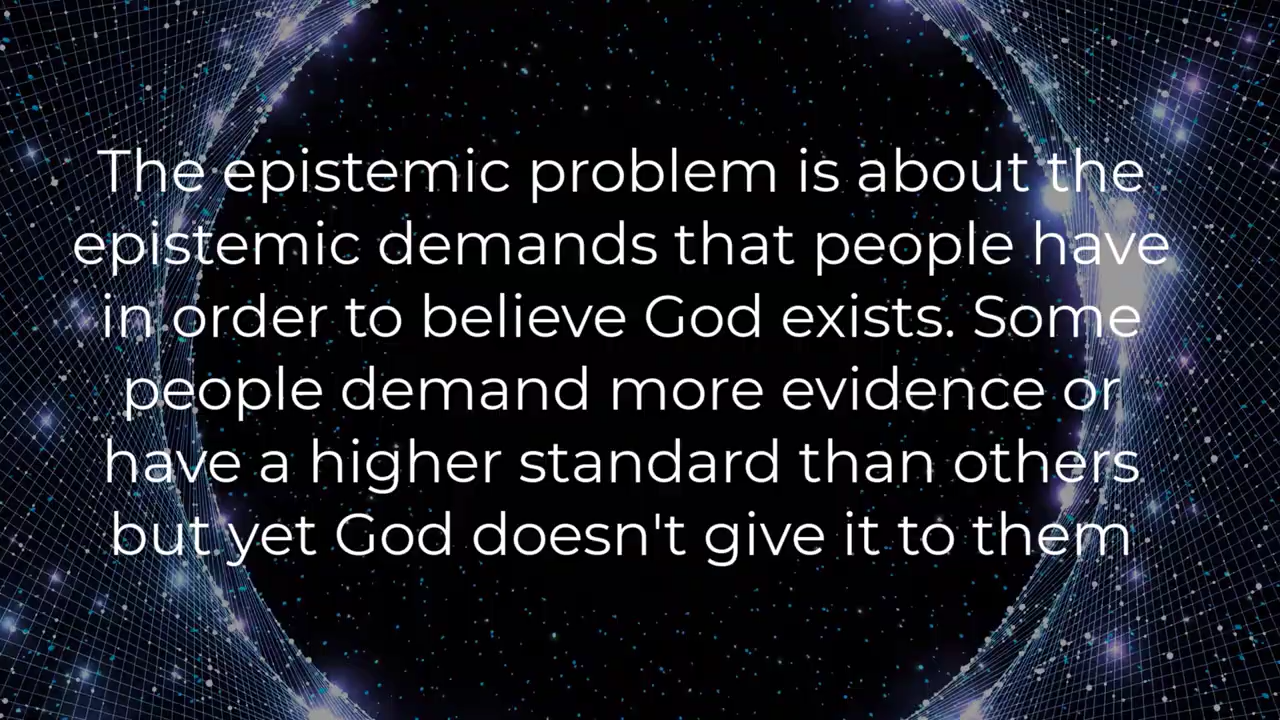 The epistemic problem is about the
epistemic demands that people have
in order to believe God exists. Some
people demand more evidence or
have a higher standard than others
but yet God doesn't give it to them